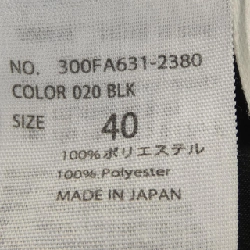 NO. 300FA631-2380
COLOR 020 BLK
SIZE 40
100%ポリエステル
100% Polyester
MADE IN JAPAN